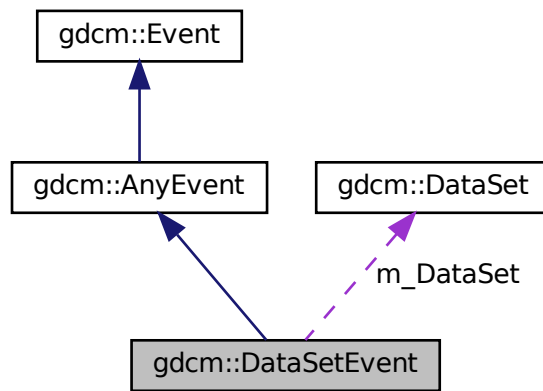 gdcm::Event
gdcm::AnyEvent
gdcm::DataSet
m_DataSet
gdcm::DataSetEvent